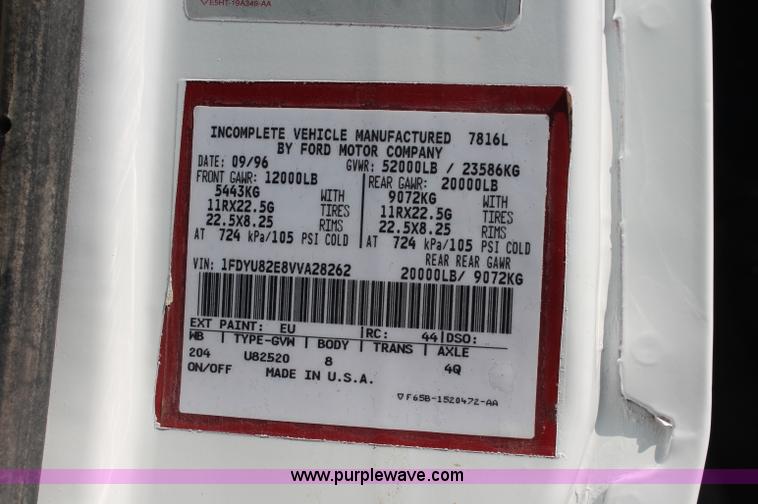 ▽E5HT-19A349-AA
INCOMPLETE VEHICLE MANUFACTURED 7816L
BY FORD MOTOR COMPANY
DATE: 09/96 GVWR: 52000LB / 23586KG
FRONT GAWR: 12000LB REAR GAWR: 20000LB
5443KG WITH 9072KG WITH
11RX22.5G TIRES 11RX22.5G TIRES
22.5X8.25 RIMS 22.5X8.25 RIMS
AT 724 kPa/105 PSI COLD AT 724 kPa/105 PSI COLD
REAR REAR GAWR
VIN: 1FDYU82E8VVA28262 20000LB/ 9072KG
EXT PAINT: EU RC: 44 DSO:
WB TYPE-GVW BODY TRANS AXLE
204 U82520 8 4Q
ON/OFF MADE IN U.S.A.
▽F65B-1520472-AA
www.purplewave.com